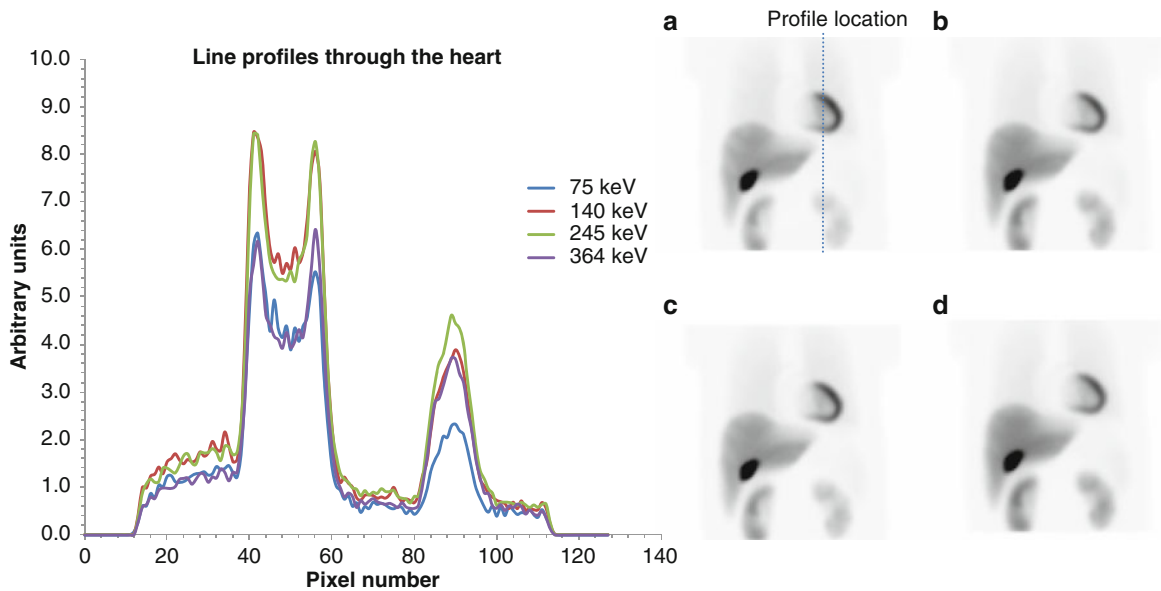 Line profiles through the heart
Arbitrary units
10.0
9.0
8.0
7.0
6.0
5.0
4.0
3.0
2.0
1.0
0.0
0 20 40 60 80 100 120 140
Pixel number
75 keV
140 keV
245 keV
364 keV
a
Profile location
b
c
d